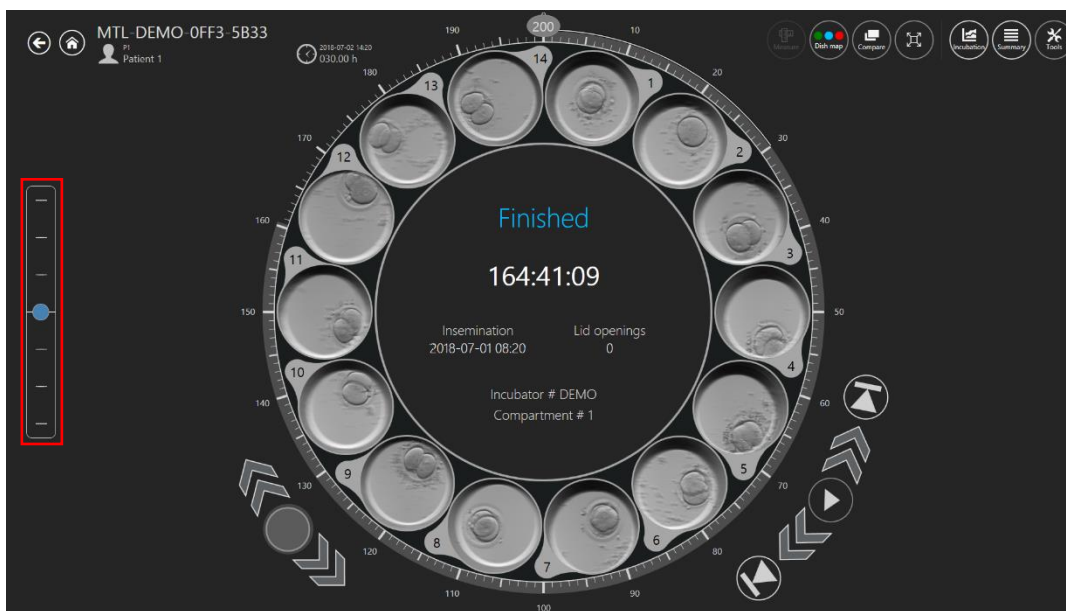 MTL-DEMO-0FF3-5B33
P1
Patient 1
2018-07-02 14:20
030.00 h
Measure
Dish map
Compare
Incubation
Summary
Tools
200
10
20
30
40
50
60
70
80
90
100
110
120
130
140
150
160
170
180
190
1
2
3
4
5
6
7
8
9
10
11
12
13
14
Finished
164:41:09
Insemination
2018-07-01 08:20
Lid openings
0
Incubator # DEMO
Compartment # 1